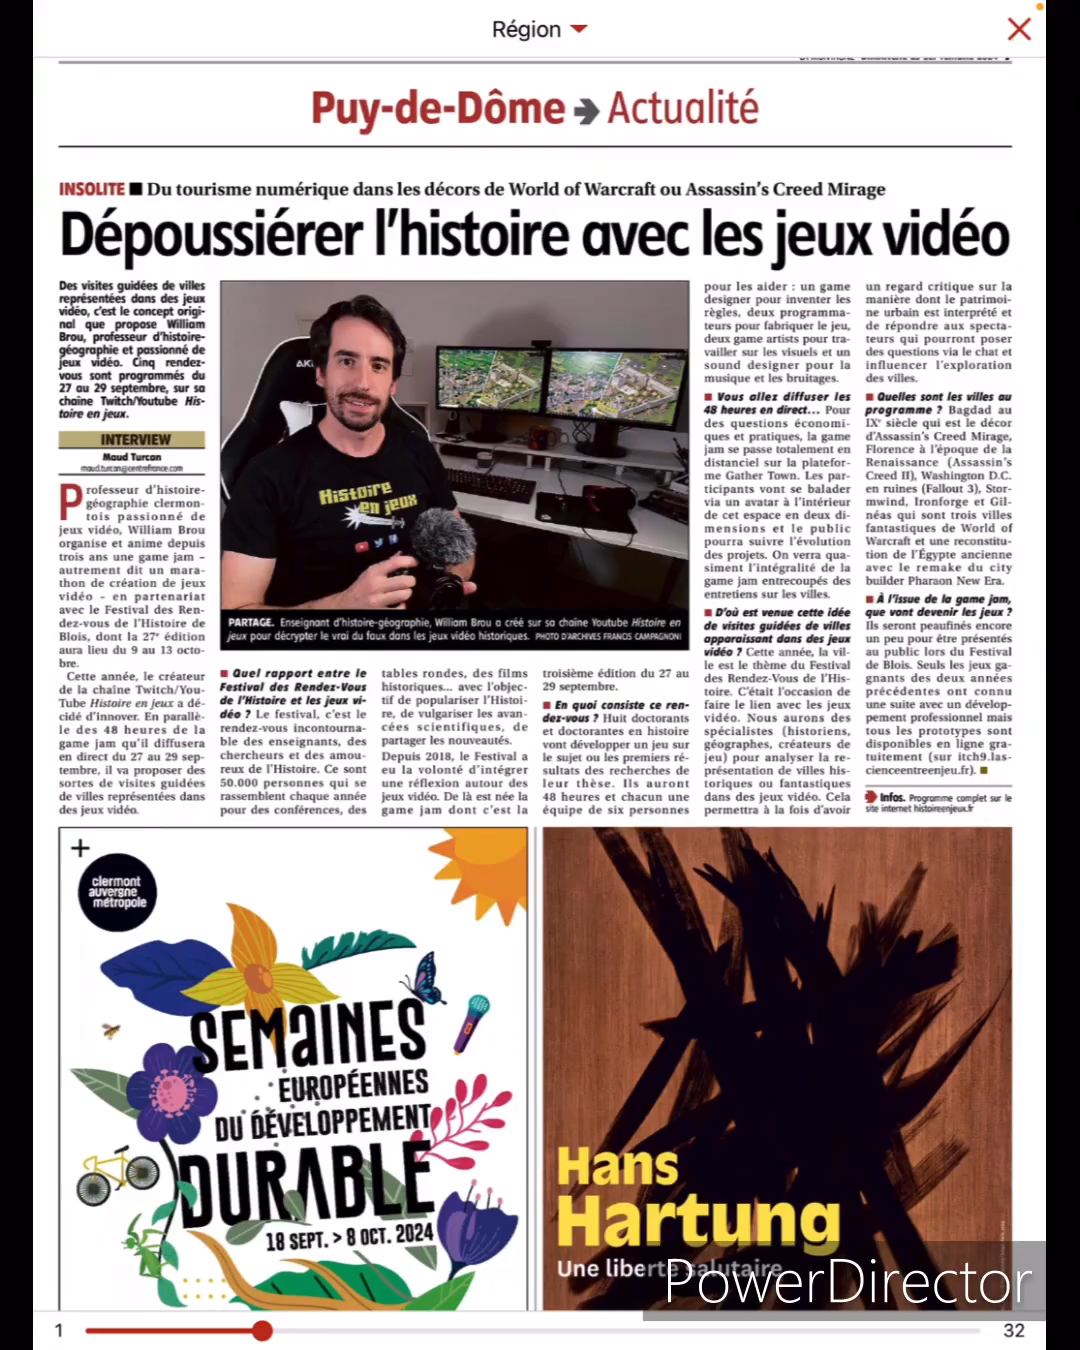 Région
Puy-de-Dôme Actualité
INSOLITE ■ Du tourisme numérique dans les décors de World of Warcraft ou Assassin's Creed Mirage
Dépoussiérer l'histoire avec les jeux vidéo
Des visites guidées de villes
représentées dans des jeux
vidéo, c'est le concept origi-
nal que propose William
Brou, professeur d'histoire-
géographie et passionné de
jeux vidéo. Cinq rendez-
vous sont programmés du
27 au 29 septembre, sur sa
chaîne Twitch/Youtube His-
toire en jeux.
INTERVIEW
Maud Turcan
maud.turcan@centrefrance.com
Professeur d'histoire-
géographie clermon-
tois passionné de
jeux vidéo, William Brou
organise et anime depuis
trois ans une game jam –
autrement dit un mara-
thon de création de jeux
vidéo – en partenariat
avec le Festival des Ren-
dez-vous de l'Histoire de
Blois, dont la 27e édition
aura lieu du 9 au 13 octo-
bre.
Cette année, le créateur
de la chaîne Twitch/You-
Tube Histoire en jeux a dé-
cidé d'innover. En parallè-
le des 48 heures de la
game jam qu'il diffusera
en direct du 27 au 29 sep-
tembre, il va proposer des
sortes de visites guidées
de villes représentées dans
des jeux vidéo.
AK
Histoire
en jeux
PARTAGE. Enseignant d'histoire-géographie, William Brou a créé sur sa chaîne Youtube Histoire en
jeux pour décrypter le vrai du faux dans les jeux vidéo historiques. PHOTO D'ARCHIVES FRANCIS CAMPAGNONI
■ Quel rapport entre le
Festival des Rendez-Vous
de l'Histoire et les jeux vi-
déo ? Le festival, c'est le
rendez-vous incontourna-
ble des enseignants, des
chercheurs et des amou-
reux de l'Histoire. Ce sont
50.000 personnes qui se
rassemblent chaque année
pour des conférences, des
tables rondes, des films
historiques... avec l'objec-
tif de populariser l'Histoi-
re, de vulgariser les avan-
cées scientifiques, de
partager les nouveautés.
Depuis 2018, le Festival a
eu la volonté d'intégrer
une réflexion autour des
jeux vidéo. De là est née la
game jam dont c'est la
troisième édition du 27 au
29 septembre.
■ En quoi consiste ce ren-
dez-vous ? Huit doctorants
et doctorantes en histoire
vont développer un jeu sur
le sujet ou les premiers ré-
sultats des recherches de
leur thèse. Ils auront
48 heures et chacun une
équipe de six personnes
pour les aider : un game
designer pour inventer les
règles, deux programma-
teurs pour fabriquer le jeu,
deux game artists pour tra-
vailler sur les visuels et un
sound designer pour la
musique et les bruitages.
■ Vous allez diffuser les
48 heures en direct... Pour
des questions économi-
ques et pratiques, la game
jam se passe totalement en
distanciel sur la platefor-
me Gather Town. Les par-
ticipants vont se balader
via un avatar à l'intérieur
de cet espace en deux di-
mensions et le public
pourra suivre l'évolution
des projets. On verra qua-
siment l'intégralité de la
game jam entrecoupés des
entretiens sur les villes.
■ D'où est venue cette idée
de visites guidées de villes
apparaissant dans des jeux
vidéo ? Cette année, la vil-
le est le thème du Festival
des Rendez-Vous de l'His-
toire. C'était l'occasion de
faire le lien avec les jeux
vidéo. Nous aurons des
spécialistes (historiens,
géographes, créateurs de
jeu) pour analyser la re-
présentation de villes his-
toriques ou fantastiques
dans des jeux vidéo. Cela
permettra à la fois d'avoir
un regard critique sur la
manière dont le patrimoi-
ne urbain est interprété et
de répondre aux specta-
teurs qui pourront poser
des questions via le chat et
influencer l'exploration
des villes.
■ Quelles sont les villes au
programme ? Bagdad au
IXe siècle qui est le décor
d'Assassin's Creed Mirage,
Florence à l'époque de la
Renaissance (Assassin's
Creed II), Washington D.C.
en ruines (Fallout 3), Stor-
mwind, Ironforge et Gil-
néas qui sont trois villes
fantastiques de World of
Warcraft et une reconstitu-
tion de l'Égypte ancienne
avec le remake du city
builder Pharaon New Era.
■ À l'issue de la game jam,
que vont devenir les jeux ?
Ils seront peaufinés encore
un peu pour être présentés
au public lors du Festival
de Blois. Seuls les jeux ga-
gnants des deux années
précédentes ont connu
une suite avec un dévelop-
pement professionnel mais
tous les prototypes sont
disponibles en ligne gra-
tuitement (sur itch9.las-
cienceentreenjeu.fr). ■
Infos. Programme complet sur le
site internet histoireenjeux.fr
clermont
auvergne
métropole
SEMAINES
EUROPÉENNES
DU DÉVELOPPEMENT
DURABLE
18 SEPT. > 8 OCT. 2024
Hans
Hartung
Une liberté salutaire
PowerDirector
1
32